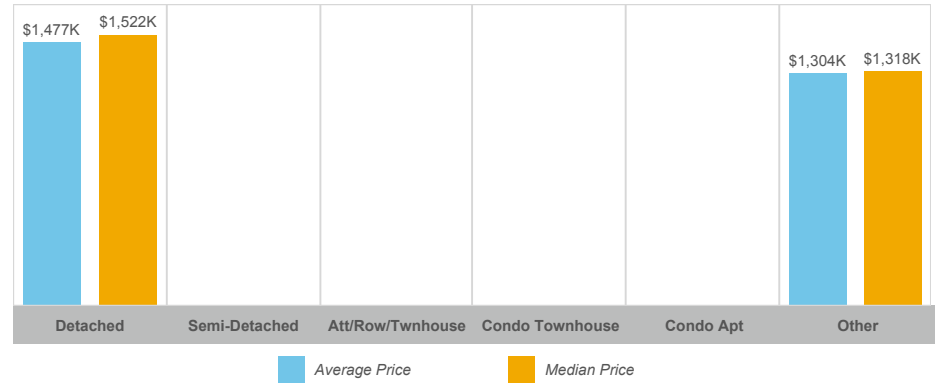 $1,477K $1,522K $1,304K $1,318K
Detached Semi-Detached Att/Row/Twnhouse Condo Townhouse Condo Apt Other
Average Price Median Price